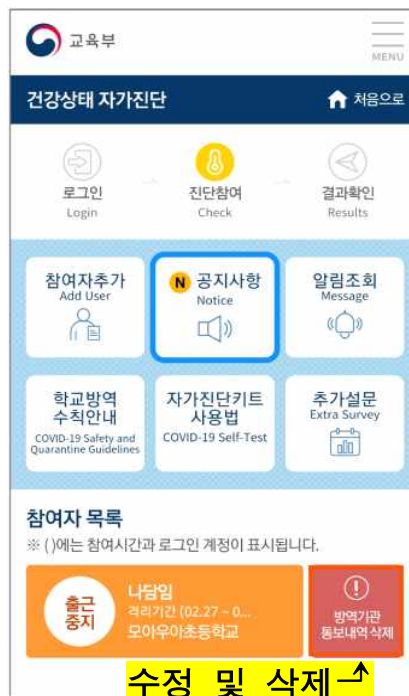 교육부
MENU
건강상태 자가진단
처음으로
로그인
Login
진단참여
Check
결과확인
Results
참여자추가
Add User
N 공지사항
Notice
알림조회
Message
학교방역
수칙안내
COVID-19 Safety and
Quarantine Guidelines
자가진단키트
사용법
COVID-19 Self-Test
추가설문
Extra Survey
참여자 목록
※ ( )에는 참여시간과 로그인 계정이 표시됩니다.
출근
중지
나담임
격리기간 (02.27 ~ 0...
모아우아초등학교
방역기관
통보내역 삭제
수정 및 삭제